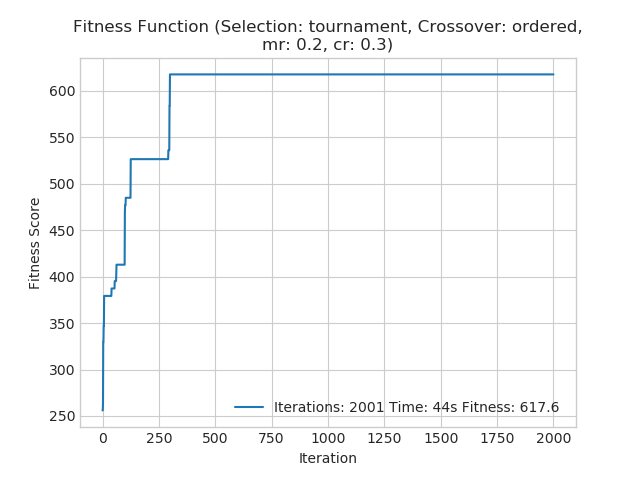 Fitness Function (Selection: tournament, Crossover: ordered,
mr: 0.2, cr: 0.3)
Fitness Score
600
550
500
450
400
350
300
250
Iterations: 2001 Time: 44s Fitness: 617.6
0 250 500 750 1000 1250 1500 1750 2000
Iteration